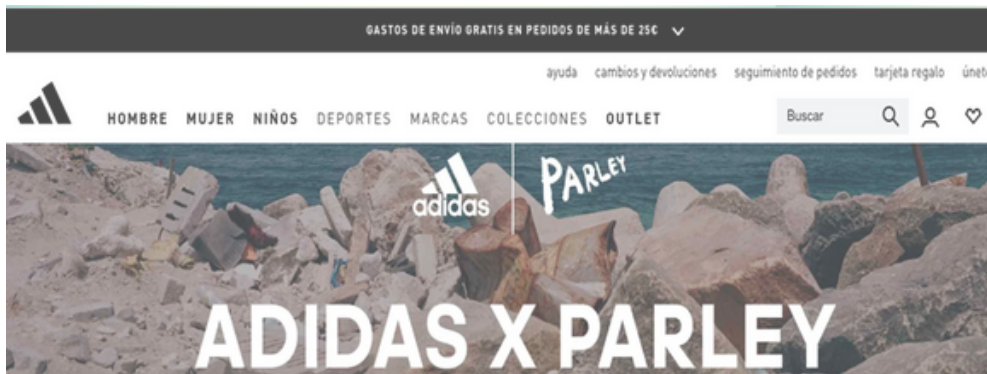 GASTOS DE ENVÍO GRATIS EN PEDIDOS DE MÁS DE 25€
ayuda cambios y devoluciones seguimiento de pedidos tarjeta regalo únete
HOMBRE MUJER NIÑOS DEPORTES MARCAS COLECCIONES OUTLET Buscar
adidas PARLEY
ADIDAS X PARLEY